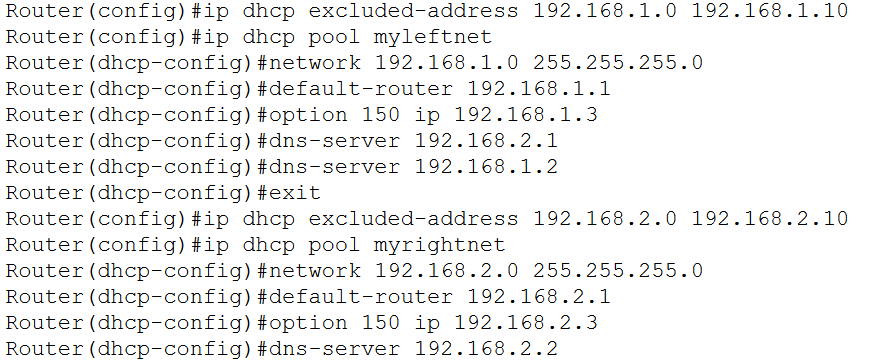 Router(config)#ip dhcp excluded-address 192.168.1.0 192.168.1.10
Router(config)#ip dhcp pool myleftnet
Router(dhcp-config)#network 192.168.1.0 255.255.255.0
Router(dhcp-config)#default-router 192.168.1.1
Router(dhcp-config)#option 150 ip 192.168.1.3
Router(dhcp-config)#dns-server 192.168.2.1
Router(dhcp-config)#dns-server 192.168.1.2
Router(dhcp-config)#exit
Router(config)#ip dhcp excluded-address 192.168.2.0 192.168.2.10
Router(config)#ip dhcp pool myrightnet
Router(dhcp-config)#network 192.168.2.0 255.255.255.0
Router(dhcp-config)#default-router 192.168.2.1
Router(dhcp-config)#option 150 ip 192.168.2.3
Router(dhcp-config)#dns-server 192.168.2.2